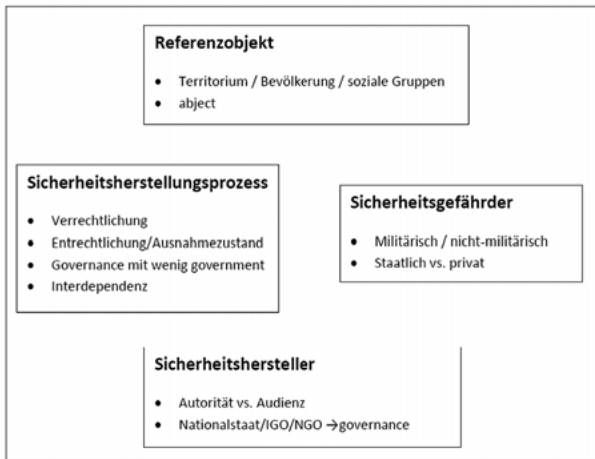 Referenzobjekt
• Territorium / Bevölkerung / soziale Gruppen
• abject
Sicherheitsherstellungsprozess
• Verrechtlichung
• Entrechtlichung/Ausnahmezustand
• Governance mit wenig government
• Interdependenz
Sicherheitsgefährder
• Militärisch / nicht-militärisch
• Staatlich vs. privat
Sicherheitshersteller
• Autorität vs. Audienz
• Nationalstaat/IGO/NGO →governance